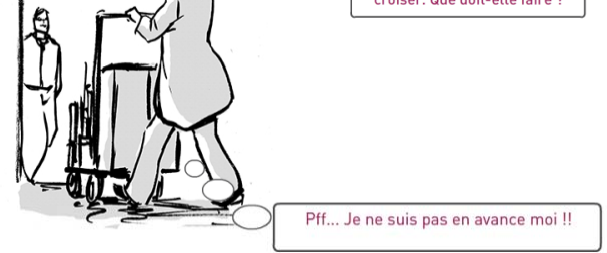 croiser. Que doit-elle faire ?
Pff... Je ne suis pas en avance moi !!